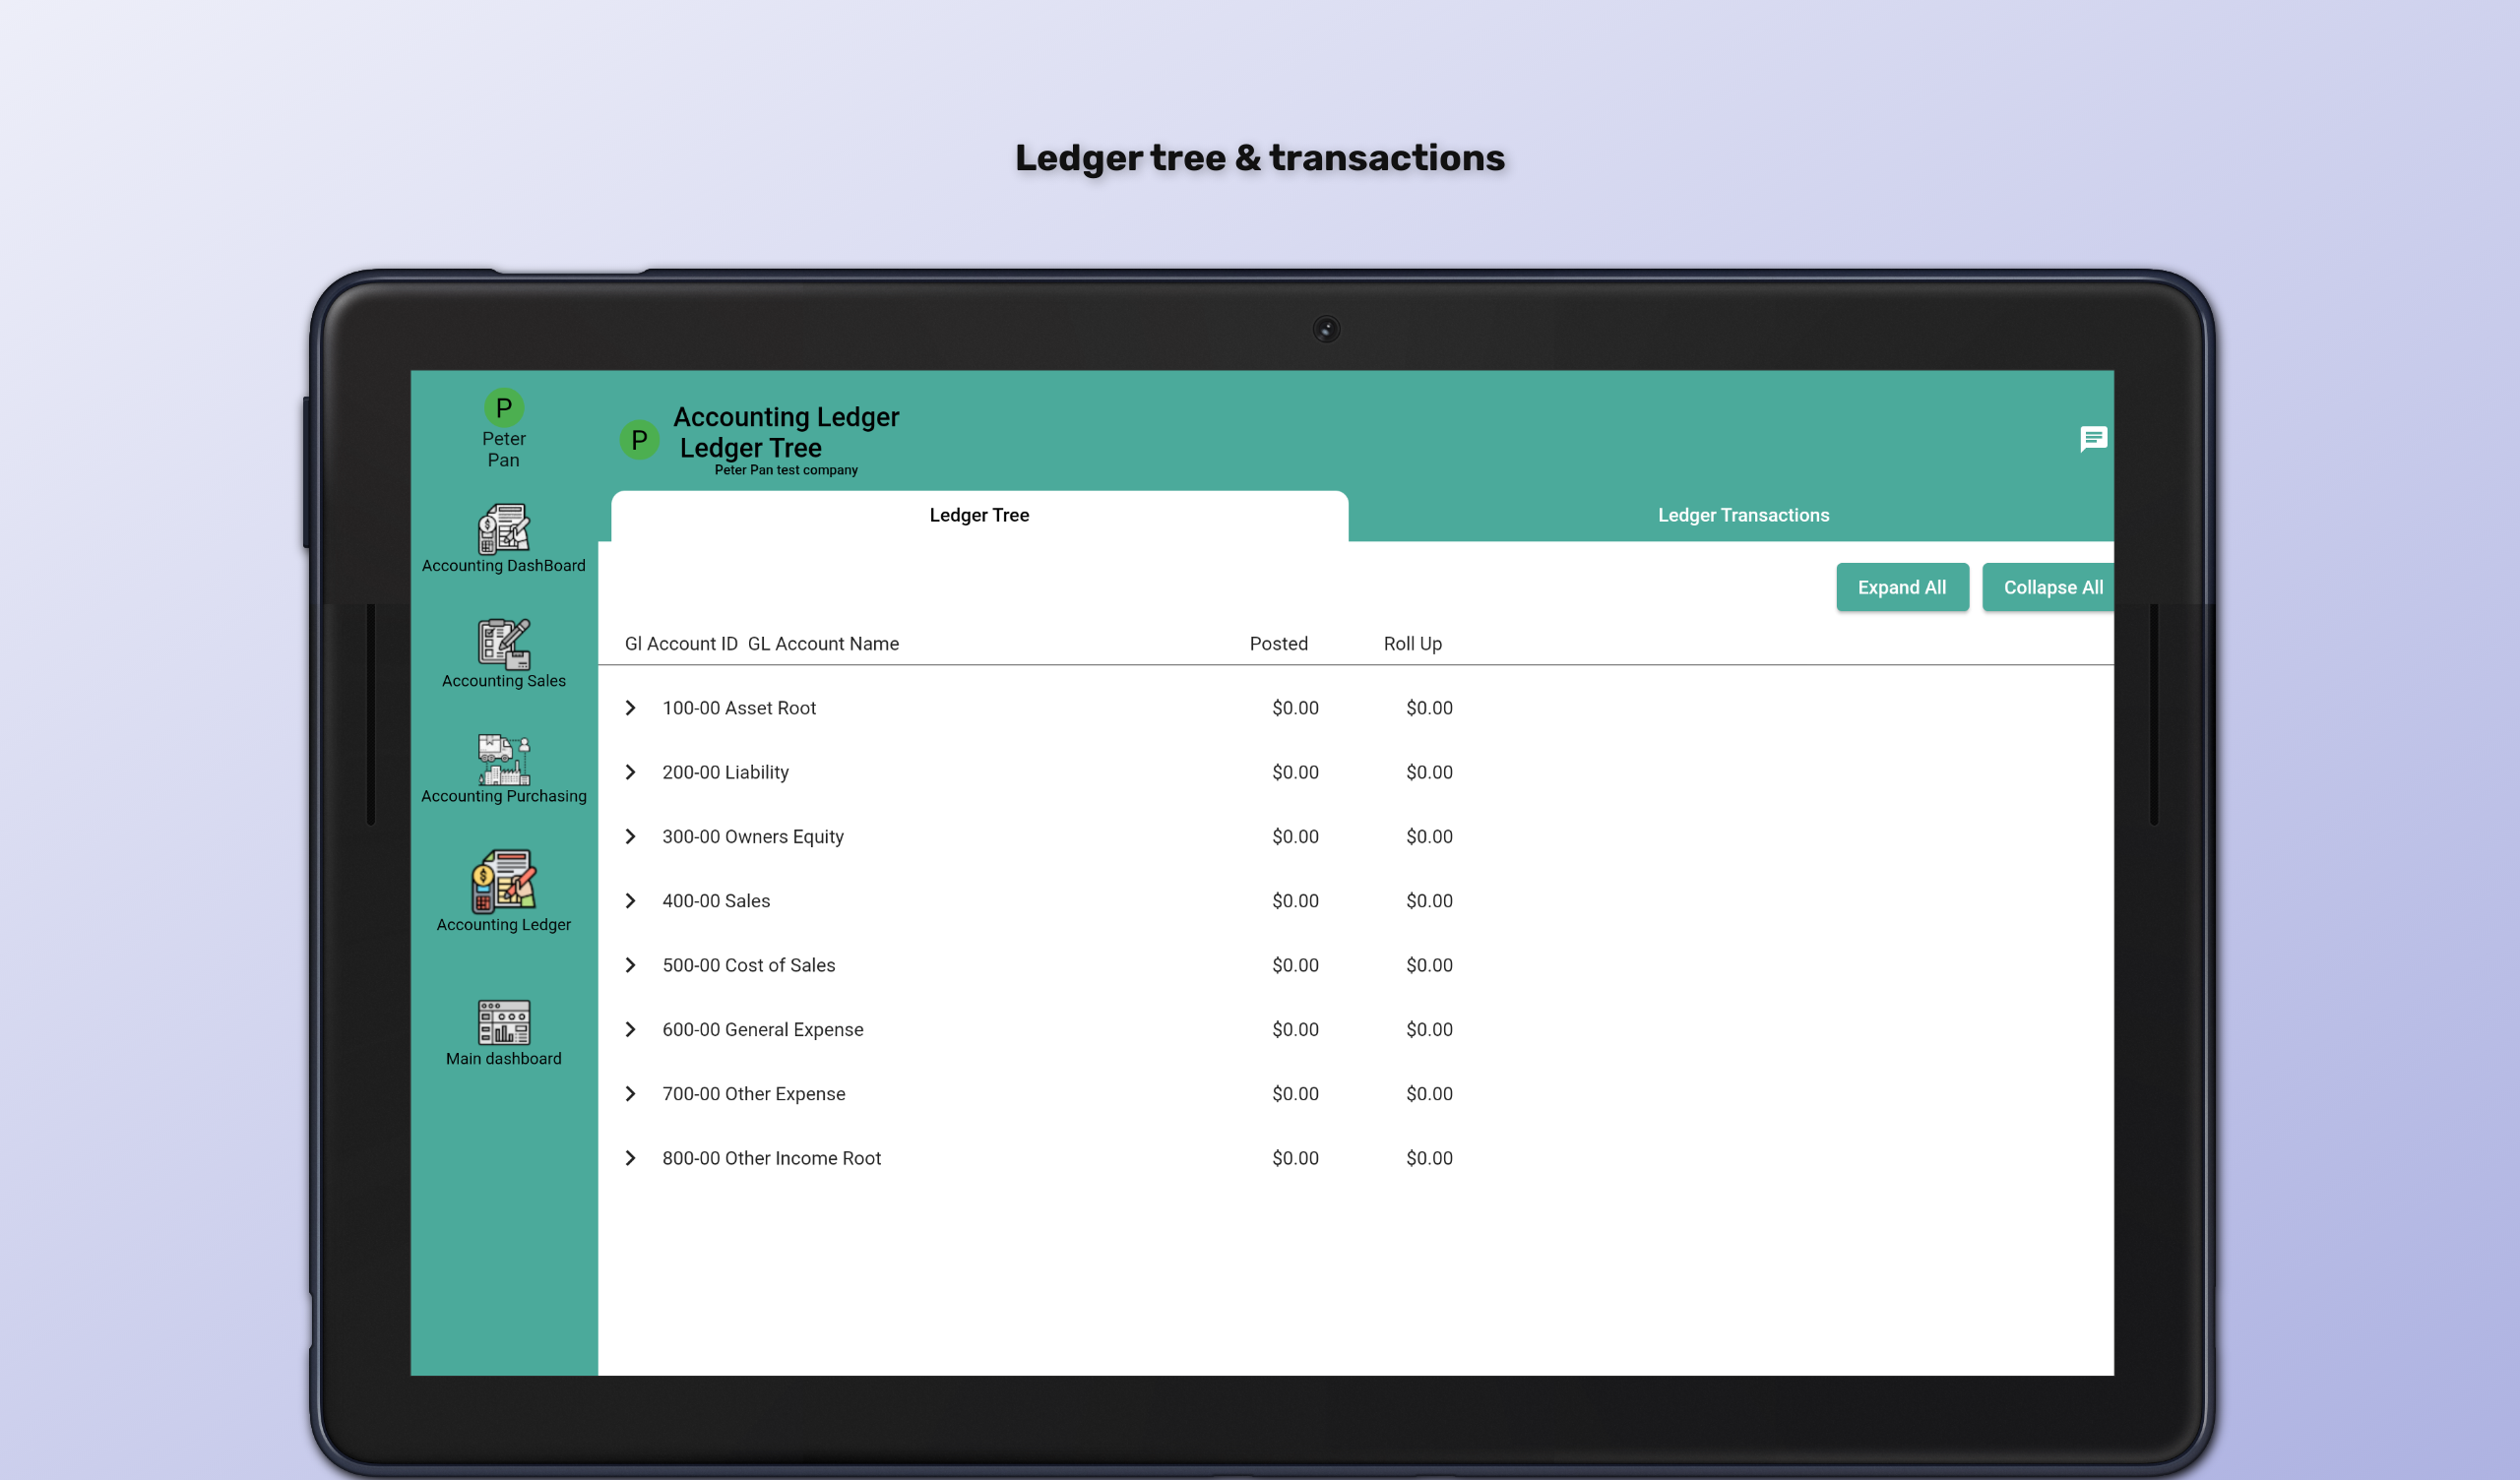 Ledger tree & transactions
P
Peter
Pan
P
Accounting Ledger
Ledger Tree
Peter Pan test company
Accounting DashBoard
Accounting Sales
Accounting Purchasing
Accounting Ledger
Main dashboard
Ledger Tree Ledger Transactions
Expand All Collapse All
Gl Account ID GL Account Name Posted Roll Up
100-00 Asset Root $0.00 $0.00
200-00 Liability $0.00 $0.00
300-00 Owners Equity $0.00 $0.00
400-00 Sales $0.00 $0.00
500-00 Cost of Sales $0.00 $0.00
600-00 General Expense $0.00 $0.00
700-00 Other Expense $0.00 $0.00
800-00 Other Income Root $0.00 $0.00